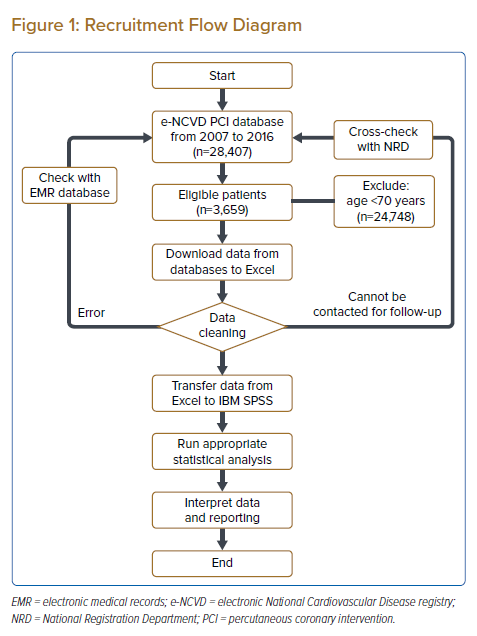 Figure 1: Recruitment Flow Diagram
Start
e-NCVD PCI database
from 2007 to 2016
(n=28,407)
Cross-check
with NRD
Check with
EMR database
Eligible patients
(n=3,659)
Exclude:
age <70 years
(n=24,748)
Download data from
databases to Excel
Cannot be
contacted for follow-up
Error
Data
cleaning
Transfer data from
Excel to IBM SPSS
Run appropriate
statistical analysis
Interpret data
and reporting
End
EMR = electronic medical records; e-NCVD = electronic National Cardiovascular Disease registry;
NRD = National Registration Department; PCI = percutaneous coronary intervention.